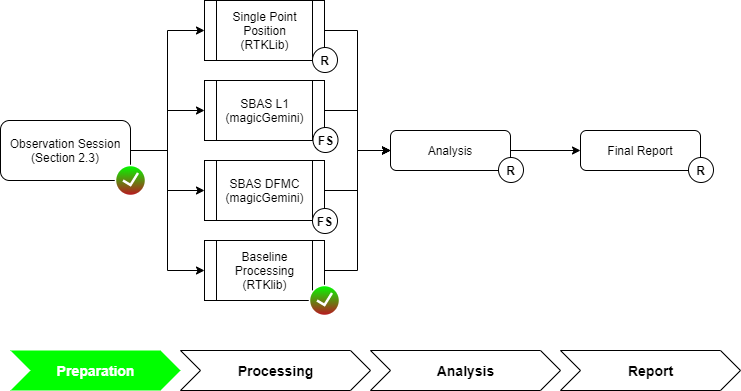 Single Point
Position
(RTKLib)
R
SBAS L1
(magicGemini)
FS
Observation Session
(Section 2.3)
Analysis
R
Final Report
R
SBAS DFMC
(magicGemini)
FS
Baseline
Processing
(RTKlib)
Preparation
Processing
Analysis
Report